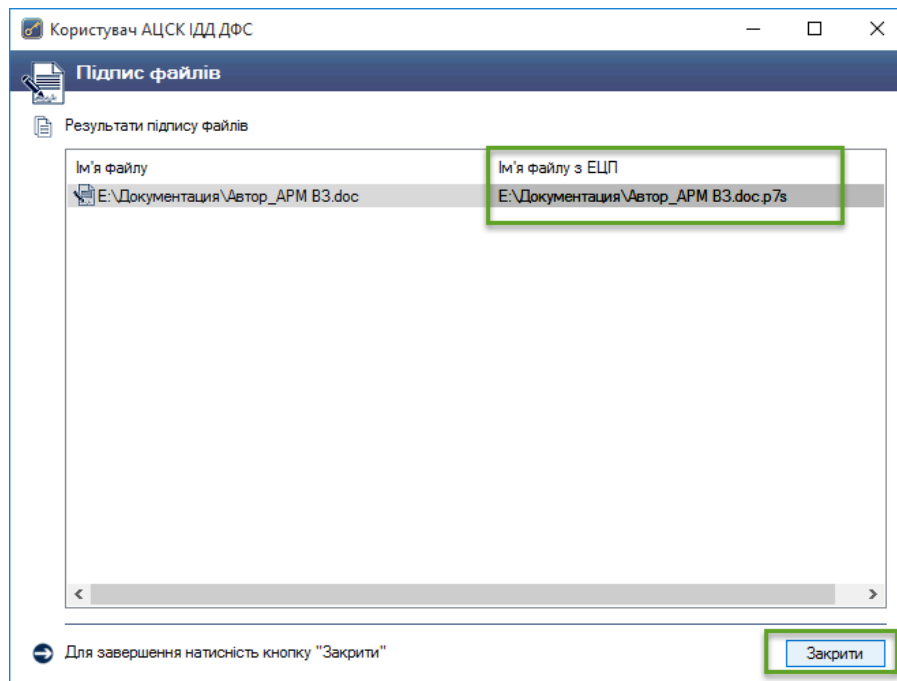 Користувач АЦСК ІДД ДФС
Підпис файлів
Результати підпису файлів
Ім'я файлу Ім'я файлу з ЕЦП
E:\Документация\Автор_АРМ ВЗ.doc E:\Документация\Автор_АРМ ВЗ.doc.p7s
Для завершення натисність кнопку "Закрити" Закрити